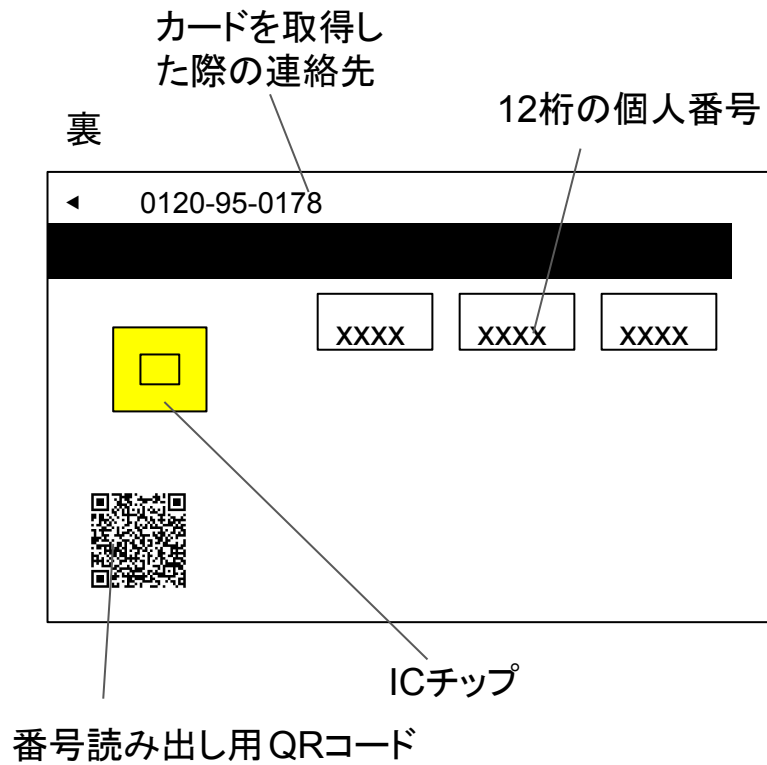 カードを取得し
た際の連絡先
12桁の個人番号
裏
◀ 0120-95-0178
xxxx xxxx xxxx
ICチップ
番号読み出し用QRコード